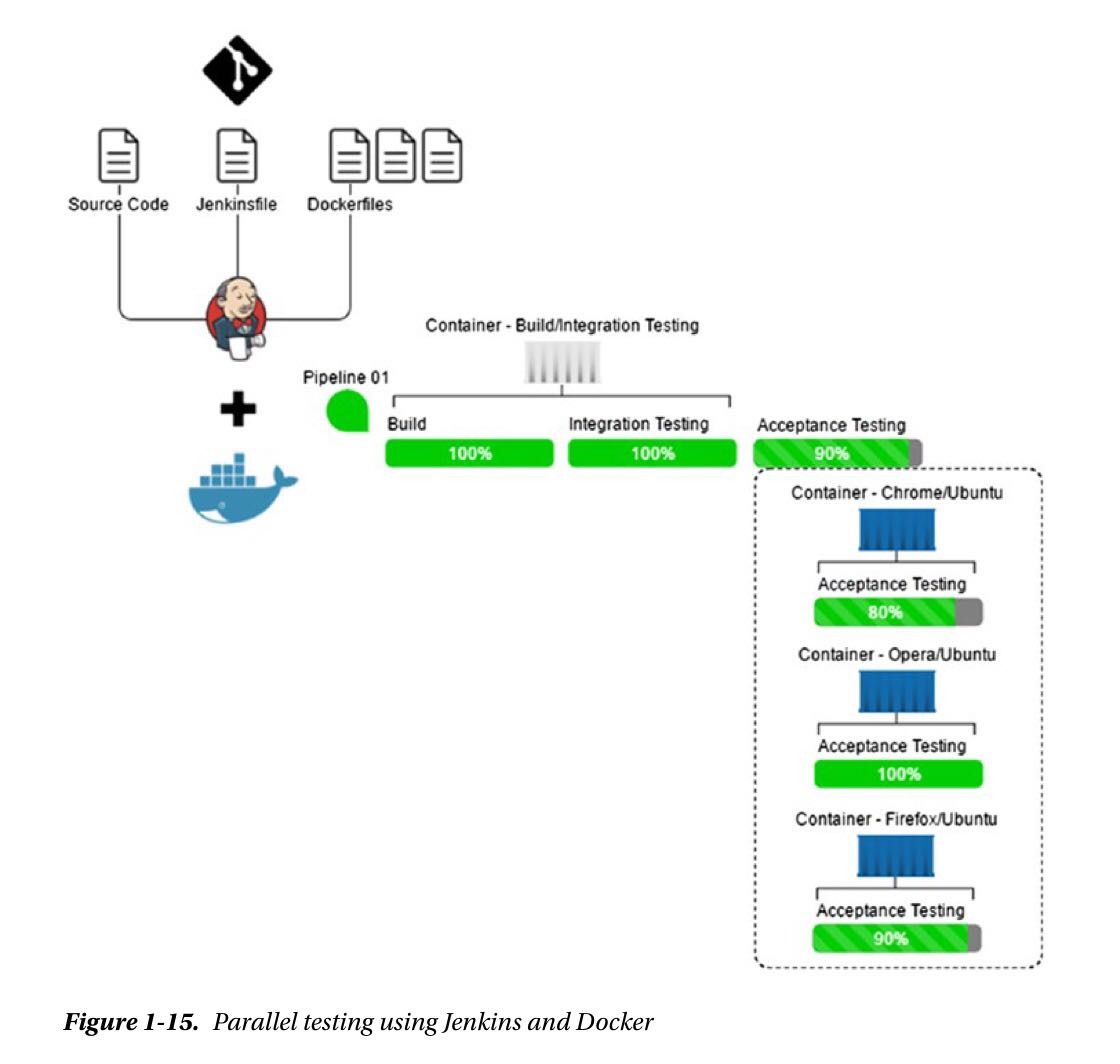 Source Code
Jenkinsfile
Dockerfiles
Container - Build/Integration Testing
Pipeline 01
Build
Integration Testing
Acceptance Testing
100%
100%
90%
Container - Chrome/Ubuntu
Acceptance Testing
80%
Container - Opera/Ubuntu
Acceptance Testing
100%
Container - Firefox/Ubuntu
Acceptance Testing
90%
Figure 1-15. Parallel testing using Jenkins and Docker